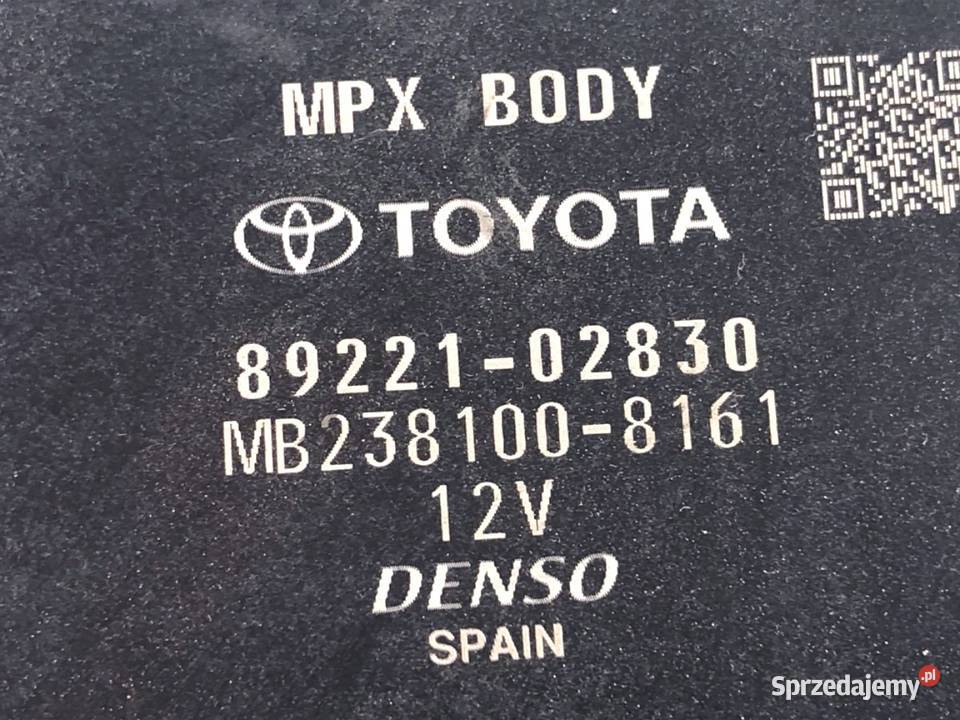 MPX BODY
TOYOTA
89221-02830
MB238100-8161
12V
DENSO
SPAIN
Sprzedajemy.pl